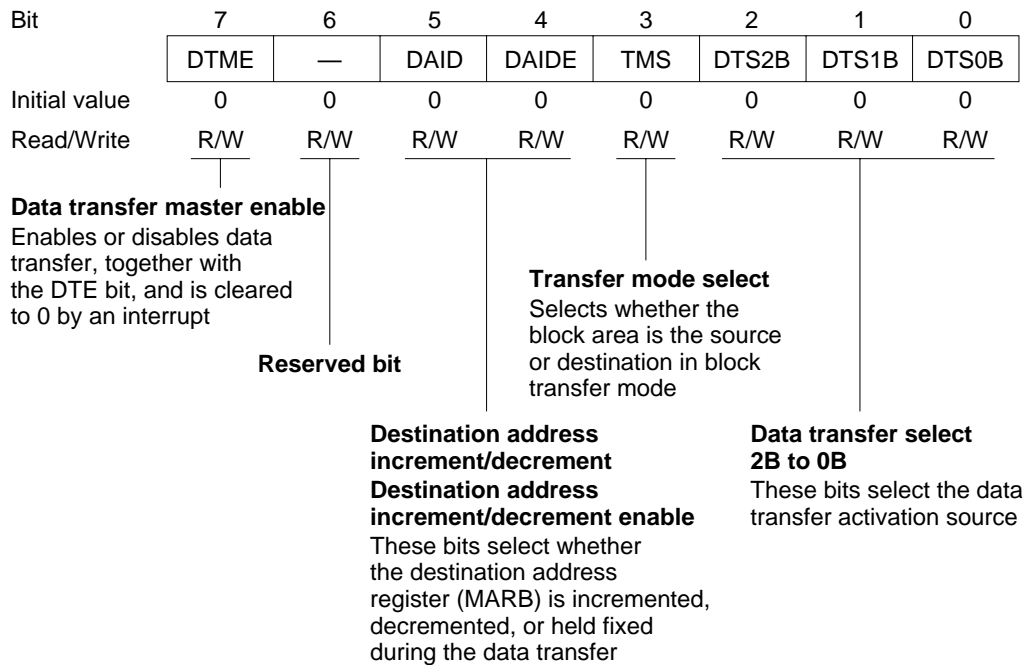 Bit 7 6 5 4 3 2 1 0
DTME — DAID DAIDE TMS DTS2B DTS1B DTS0B
Initial value 0 0 0 0 0 0 0 0
Read/Write R/W R/W R/W R/W R/W R/W R/W R/W
Data transfer master enable
Enables or disables data
transfer, together with
the DTE bit, and is cleared
to 0 by an interrupt
Reserved bit
Transfer mode select
Selects whether the
block area is the source
or destination in block
transfer mode
Destination address
increment/decrement
Destination address
increment/decrement enable
These bits select whether
the destination address
register (MARB) is incremented,
decremented, or held fixed
during the data transfer
Data transfer select
2B to 0B
These bits select the data
transfer activation source